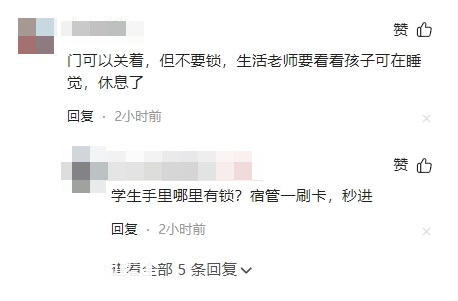 赞
门可以关着，但不要锁，生活老师要看看孩子可在睡
觉，休息了
回复 · 2小时前 ×
赞
学生手里哪里有锁？宿管一刷卡，秒进
回复 · 2小时前 ×
查看全部 5 条回复